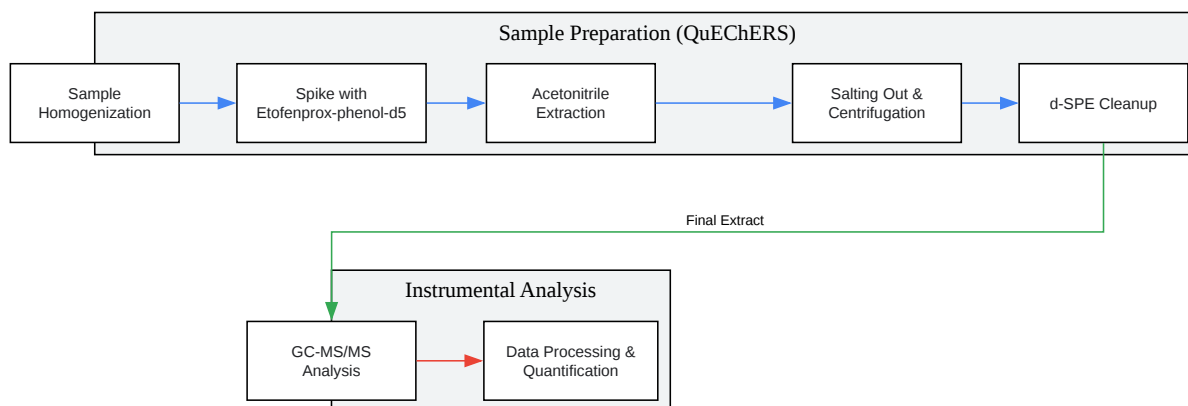 Sample Preparation (QuEChERS)
Sample
Homogenization
Spike with
Etofenprox-phenol-d5
Acetonitrile
Extraction
Salting Out &
Centrifugation
d-SPE Cleanup
Final Extract
Instrumental Analysis
GC-MS/MS
Analysis
Data Processing &
Quantification